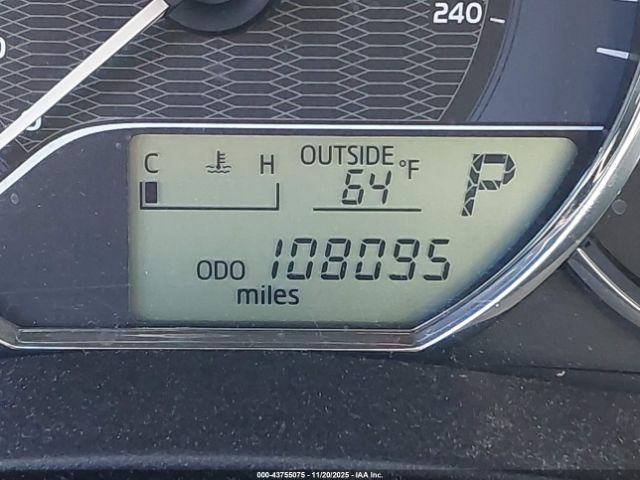 240
C H OUTSIDE °F
64
P
ODO 108095
miles
000-43755075 - 11/20/2025 - IAA Inc.